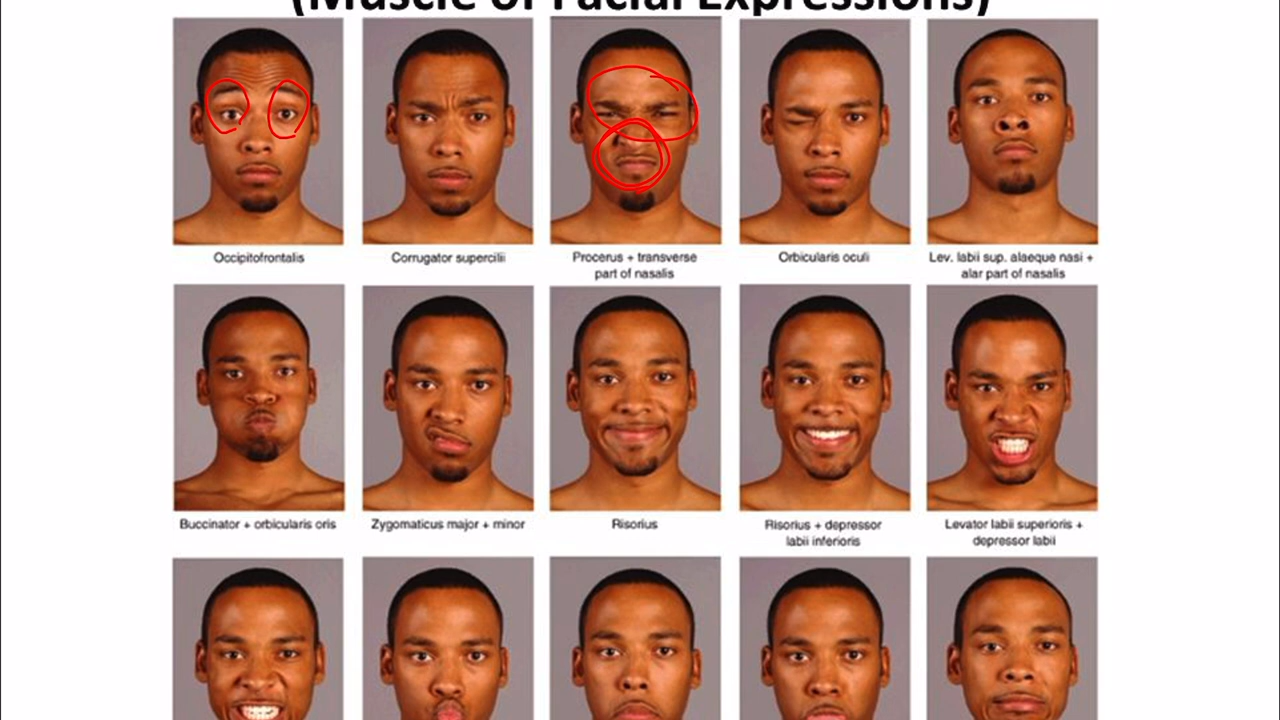 (Muscle of Facial Expressions)
Occipitofrontalis
Corrugator supercilii
Procerus + transverse
part of nasalis
Orbicularis oculi
Lev. labii sup. alaeque nasi +
alar part of nasalis
Buccinator + orbicularis oris
Zygomaticus major + minor
Risorius
Risorius + depressor
labii inferioris
Levator labii superioris +
depressor labii